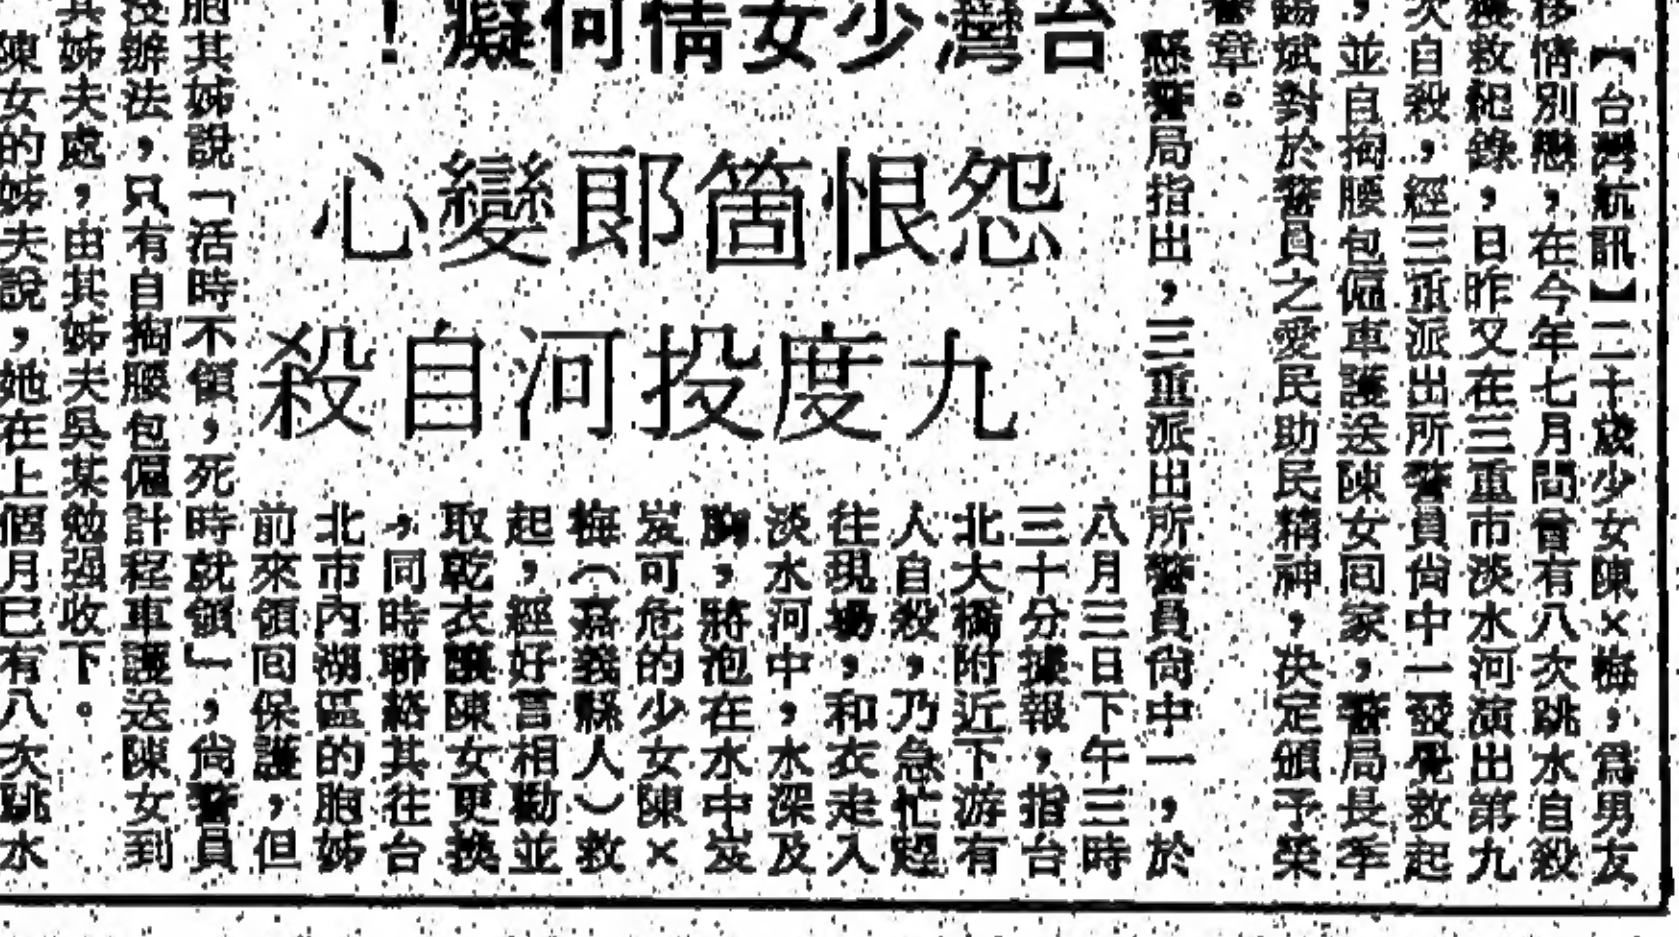 台灣少女情何癡！
怨恨箇郎變心
九度投河自殺
【台灣航訊】二十歲少女陳×梅，爲男友
移情別戀，在今年七月間曾有八次跳水自殺
獲救紀錄，日昨又在三重市淡水河演出第九
次自殺，經三重派出所警員尙中一發覺救起
，並自掏腰包僱車護送陳女囘家，警局長季
錫斌對於警員之愛民助民精神，決定頒予榮
譽章。
縣警局指出，三重派出所警員尙中一，於
八月三日下午三時
三十分據報，指台
北大橋附近下游有
人自殺，乃急忙趕
往現場，和衣走入
淡水河中，水深及
胸，將泡在水中岌
岌可危的少女陳×
梅（嘉義縣人）救
起，經好言相勸並
取乾衣讓陳女更換
，同時聯絡其往台
北市內湖區的胞姊
前來領囘保護，但
胞其姊說「活時不領，死時就領」，尙警員
沒辦法，只有自掏腰包僱計程車護送陳女到
其姊夫處，由其姊夫吳某勉强收下。
陳女的姊夫說，她在上個月已有八次跳水